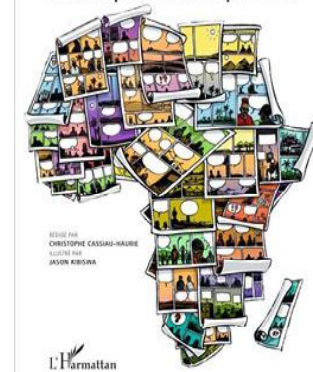 RÉDIGÉ PAR
CHRISTOPHE CASSIAU-HAURIE
ILLUSTRÉ PAR
JASON KIBISWA
L'Harmattan